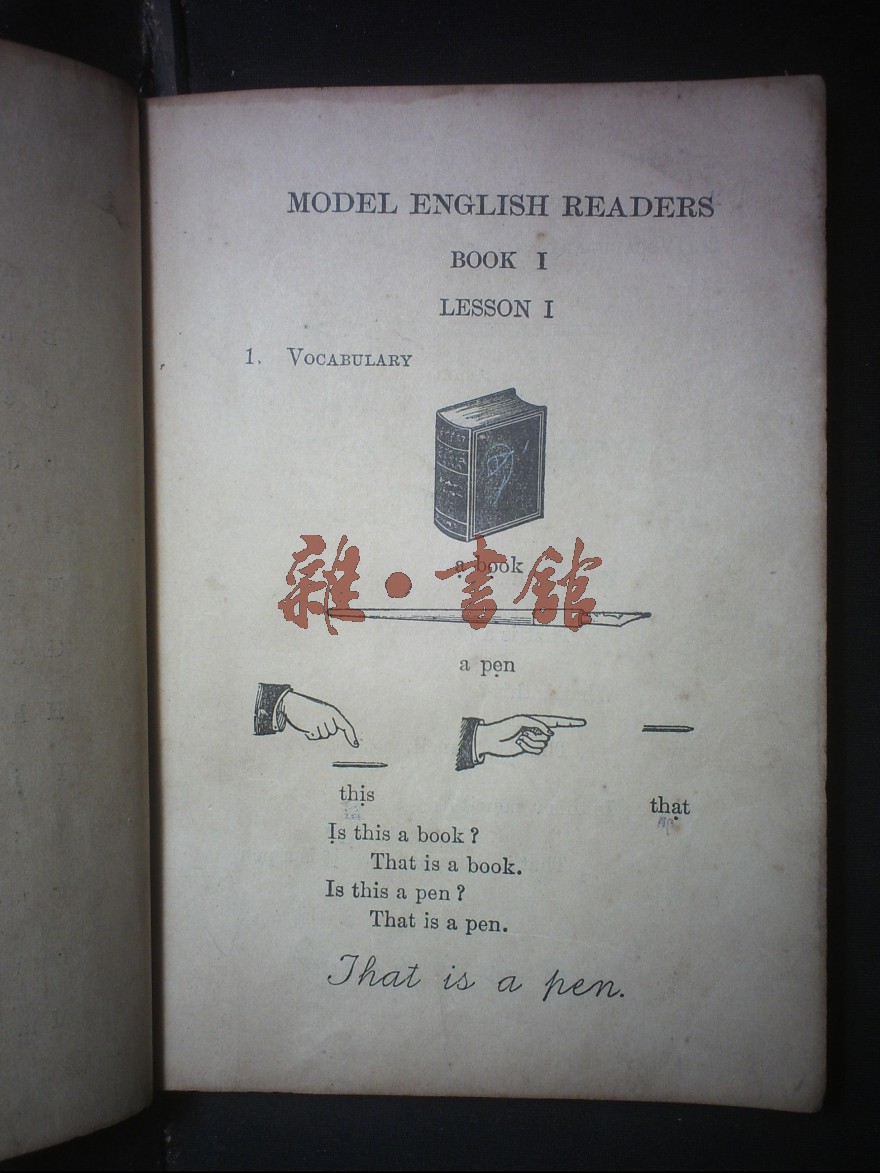 MODEL ENGLISH READERS
BOOK I
LESSON I
1. VOCABULARY
a book
雜·書館
a pen
this
that
Is this a book?
That is a book.
Is this a pen?
That is a pen.
That is a pen.